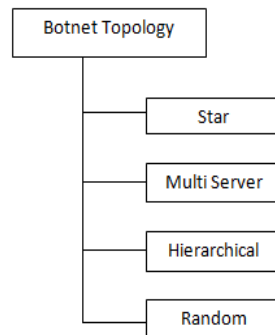 Botnet Topology
Star
Multi Server
Hierarchical
Random